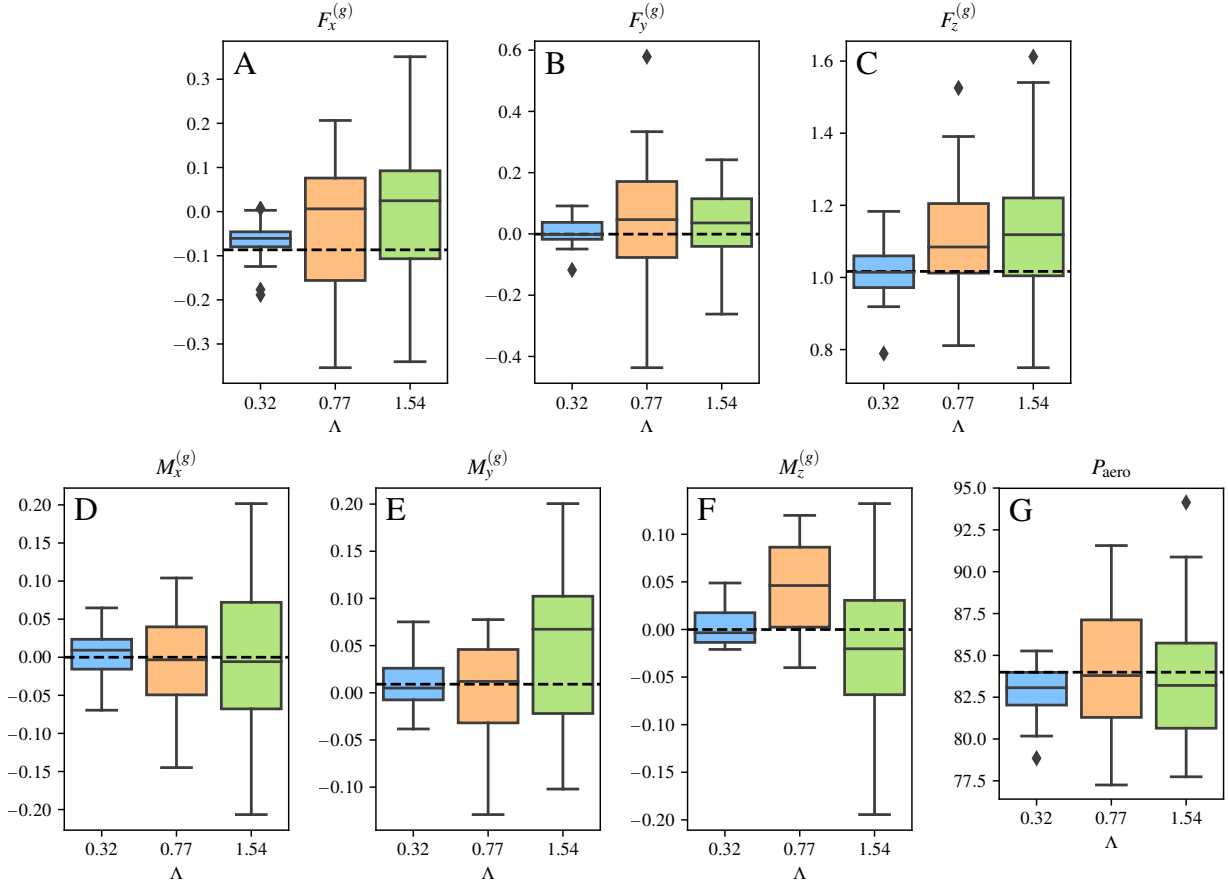 F_x^{(g)}
A
0.3
0.2
0.1
0.0
−0.1
−0.2
−0.3
0.32 0.77 1.54
Λ
F_y^{(g)}
B
0.6
0.4
0.2
0.0
−0.2
−0.4
0.32 0.77 1.54
Λ
F_z^{(g)}
C
1.6
1.4
1.2
1.0
0.8
0.32 0.77 1.54
Λ
M_x^{(g)}
D
0.20
0.15
0.10
0.05
0.00
−0.05
−0.10
−0.15
−0.20
0.32 0.77 1.54
Λ
M_y^{(g)}
E
0.20
0.15
0.10
0.05
0.00
−0.05
−0.10
0.32 0.77 1.54
Λ
M_z^{(g)}
F
0.10
0.05
0.00
−0.05
−0.10
−0.15
−0.20
0.32 0.77 1.54
Λ
P_aero
G
95.0
92.5
90.0
87.5
85.0
82.5
80.0
77.5
0.32 0.77 1.54
Λ